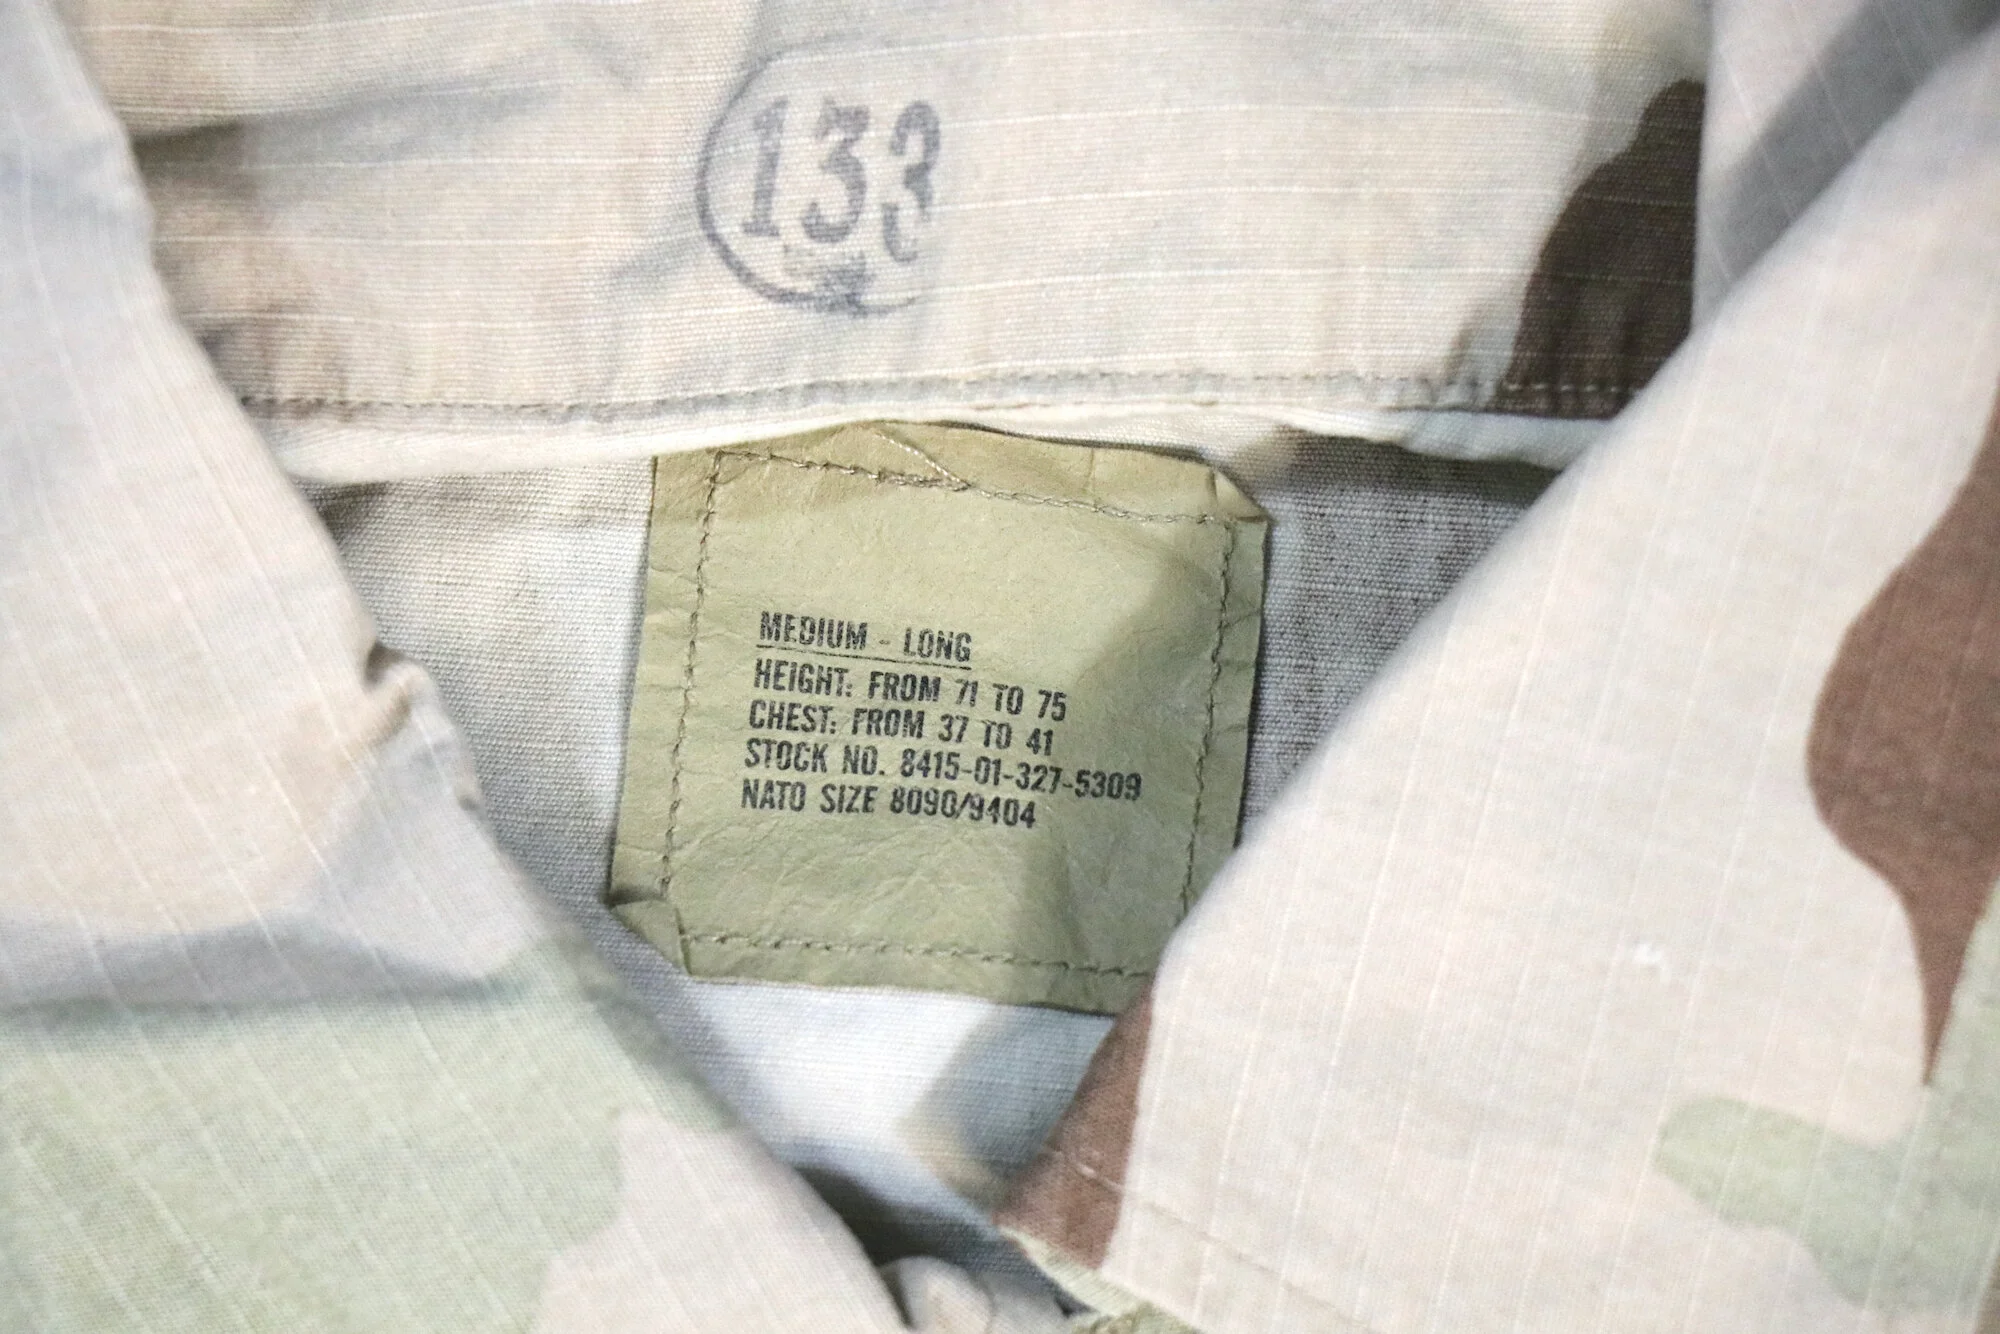 133
MEDIUM - LONG
HEIGHT: FROM 71 TO 75
CHEST: FROM 37 TO 41
STOCK NO. 8415-01-327-5309
NATO SIZE 8090/9404